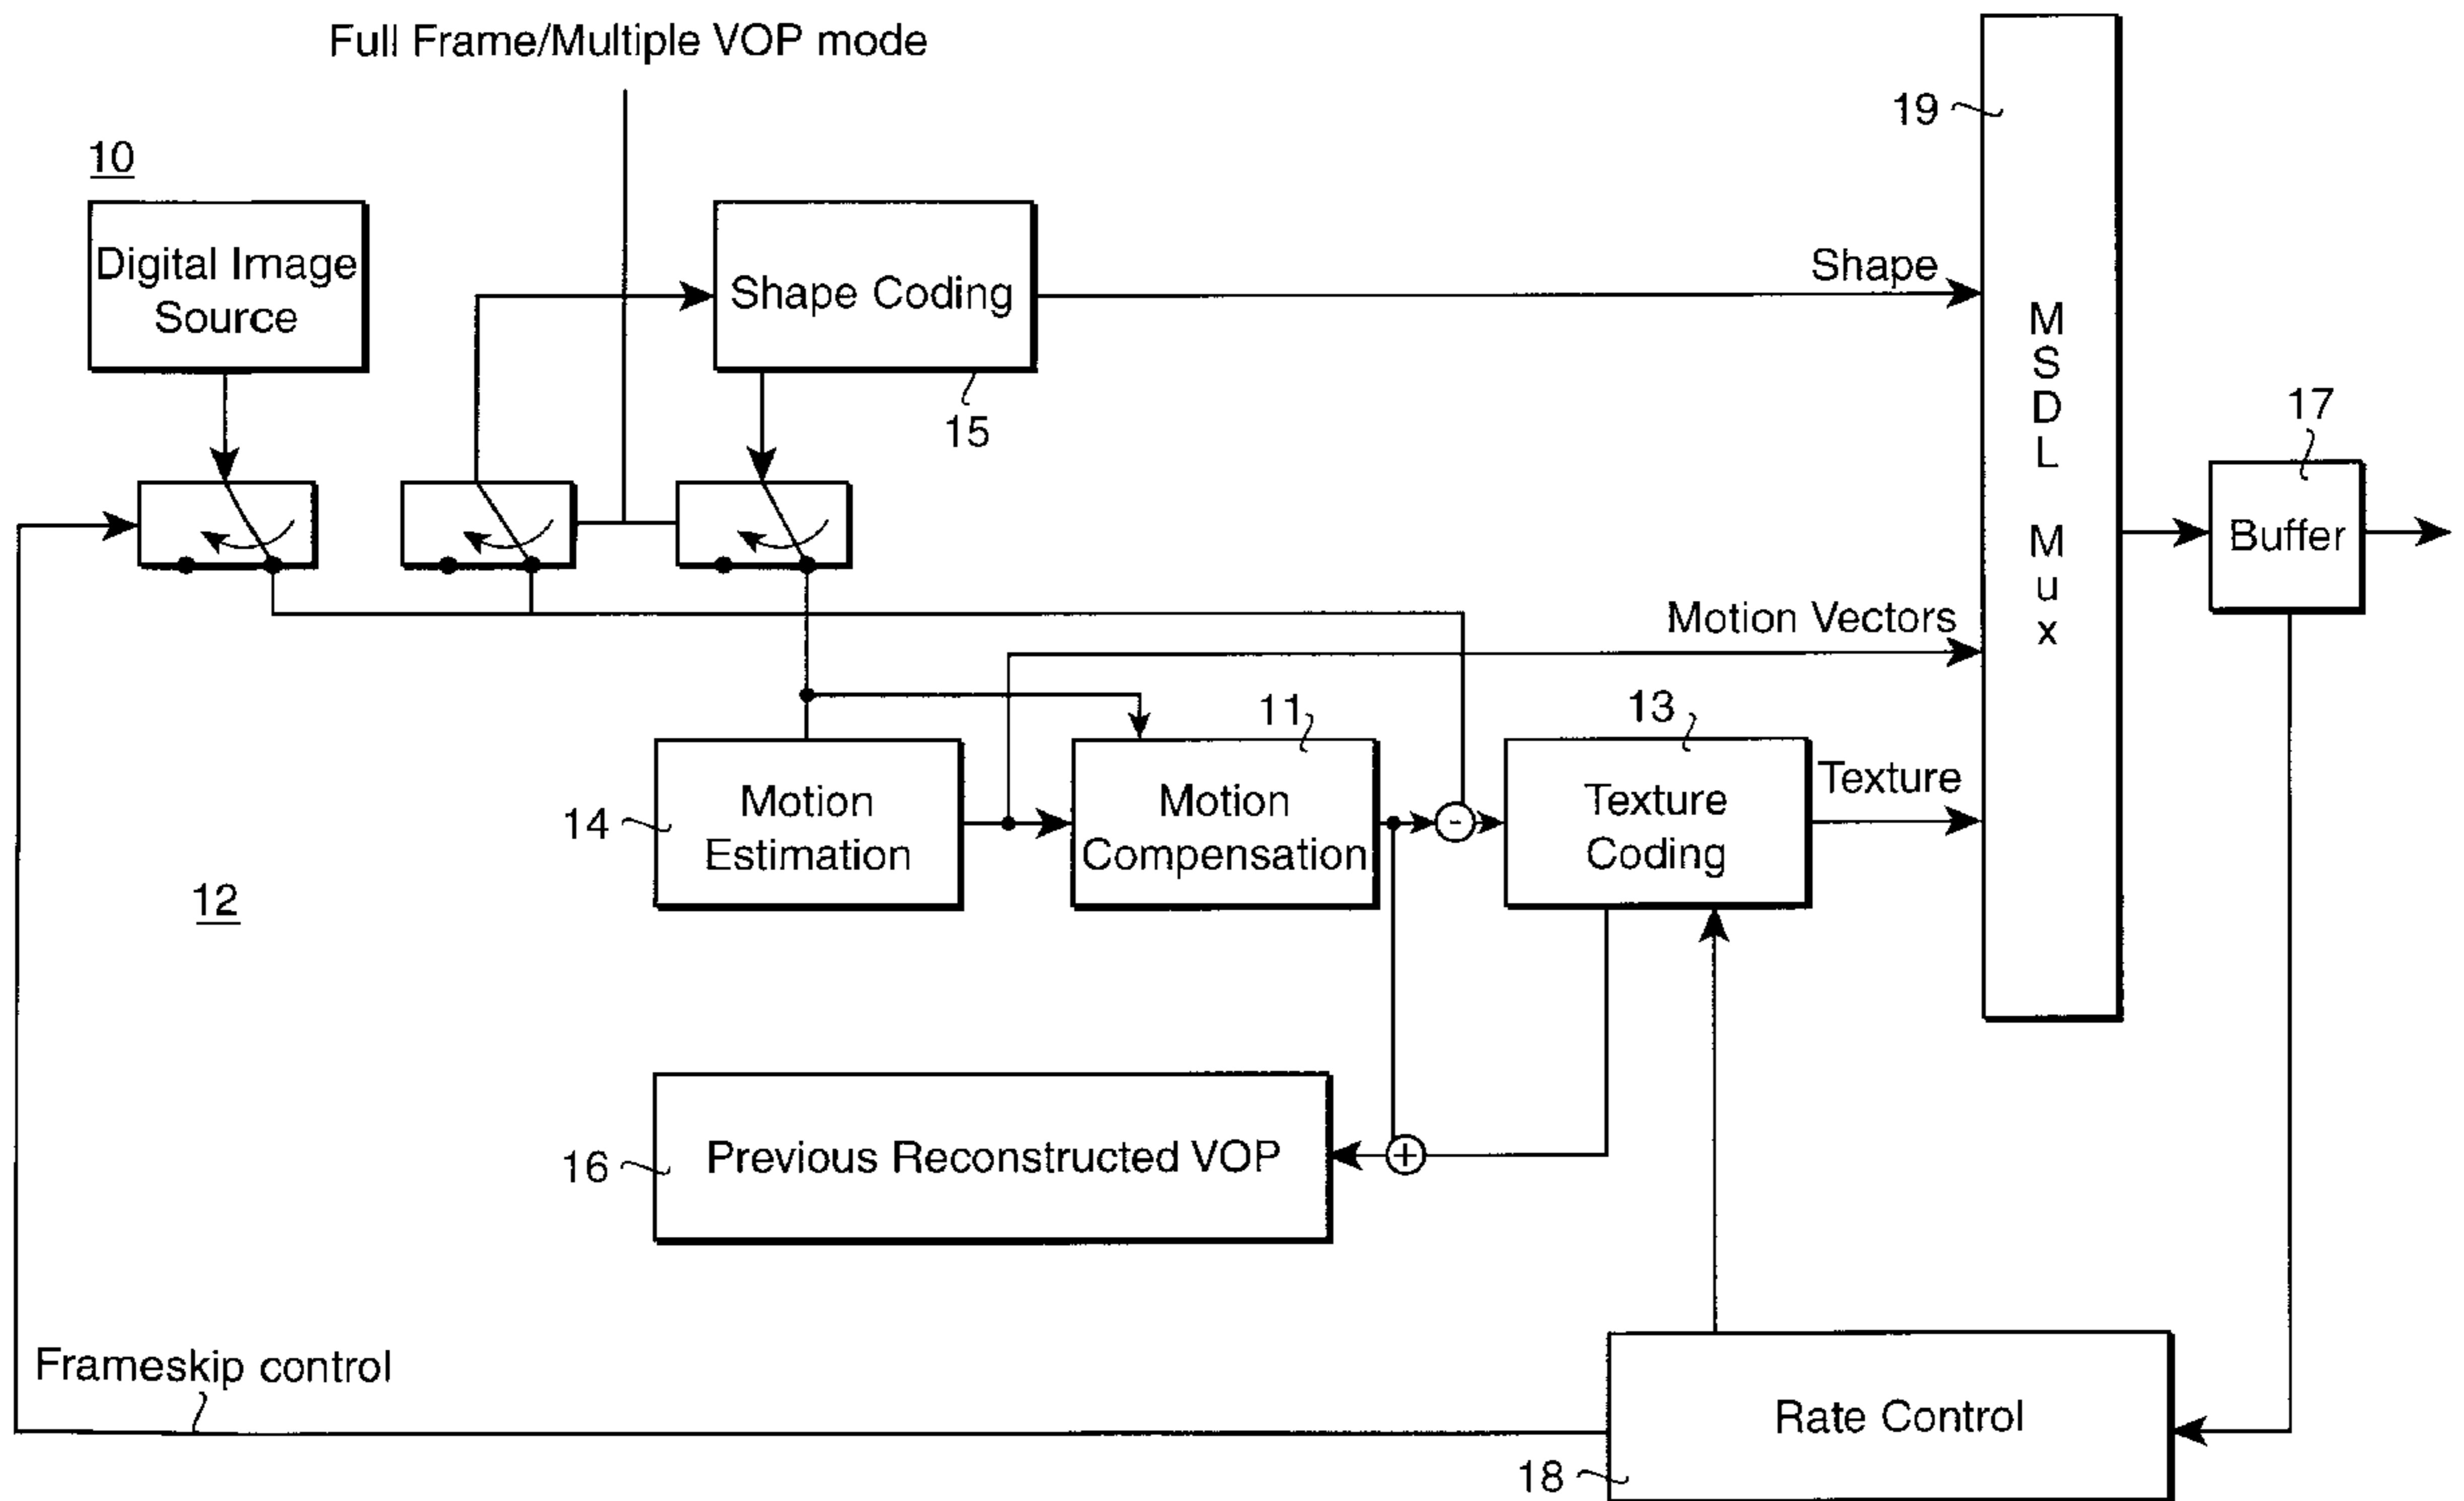 Full Frame/Multiple VOP mode
19
10
Digital Image
Source
Shape Coding
Shape
15
M
S
D
L
M
u
x
17
Buffer
Motion Vectors
11
13
14
Motion
Estimation
Motion
Compensation
-
Texture
Coding
Texture
12
16
Previous Reconstructed VOP
+
Frameskip control
Rate Control
18